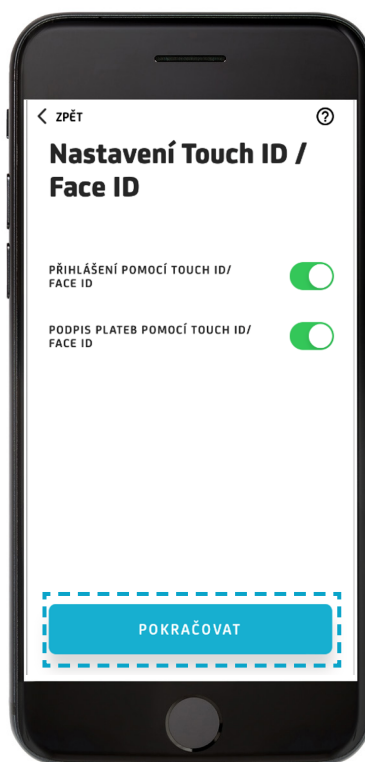 ZPĚT
Nastavení Touch ID /
Face ID
PŘIHLÁŠENÍ POMOCÍ TOUCH ID/
FACE ID
PODPIS PLATEB POMOCÍ TOUCH ID/
FACE ID
POKRAČOVAT